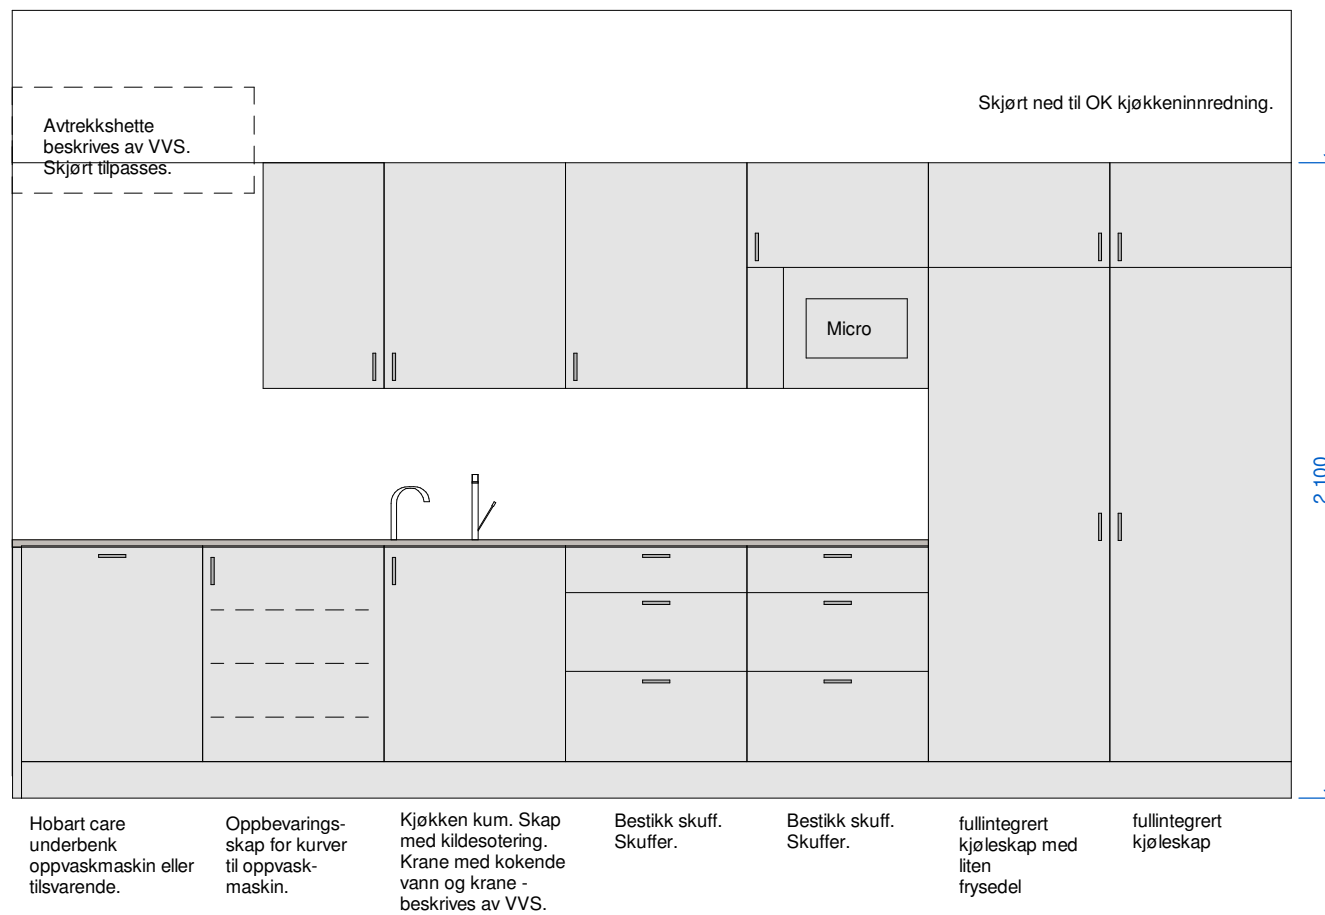 Skjørt ned til OK kjøkkeninnredning.
Avtrekkshette
beskrives av VVS.
Skjørt tilpasses.
Micro
2 100
Hobart care
underbenk
oppvaskmaskin eller
tilsvarende.
Oppbevarings-
skap for kurver
til oppvask-
maskin.
Kjøkken kum. Skap
med kildesotering.
Krane med kokende
vann og krane -
beskrives av VVS.
Bestikk skuff.
Skuffer.
Bestikk skuff.
Skuffer.
fullintegrert
kjøleskap med
liten
frysedel
fullintegrert
kjøleskap